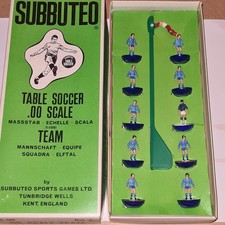 SUBBUTEO
TABLE SOCCER
.00 SCALE
MASSSTAB ECHELLE SCALA
TEAM
MANNSCHAFT EQUIPE
SQUADRA ELFTAL
by
SUBBUTEO SPORTS GAMES LTD.
TUNBRIDGE WELLS
KENT, ENGLAND